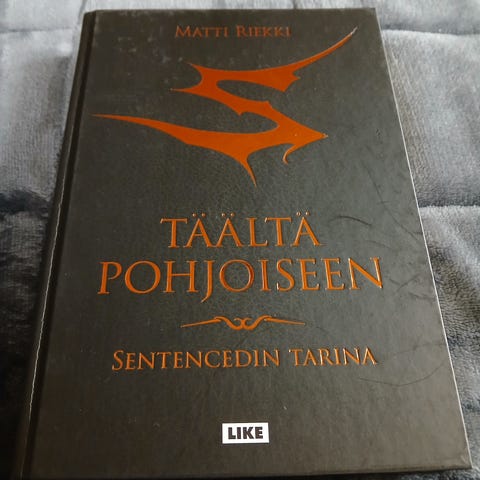 MATTI RIEKKI
TÄÄLTÄ
POHJOISEEN
SENTENCEDIN TARINA
LIKE